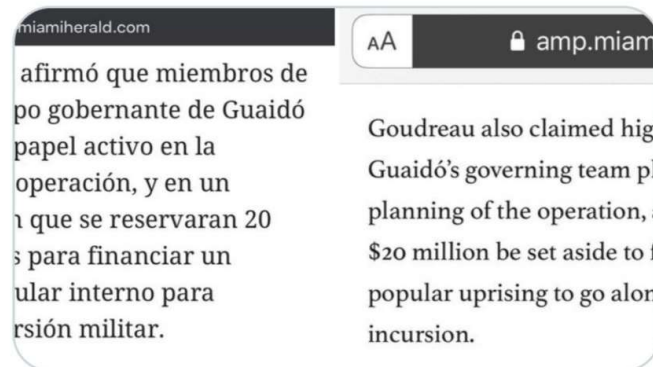 miamiherald.com
afirmó que miembros de
po gobernante de Guaidó
papel activo en la
operación, y en un
n que se reservaran 20
s para financiar un
ular interno para
rsión militar.
AA
amp.miam
Goudreau also claimed hig
Guaidó's governing team pl
planning of the operation,
$20 million be set aside to f
popular uprising to go alon
incursion.